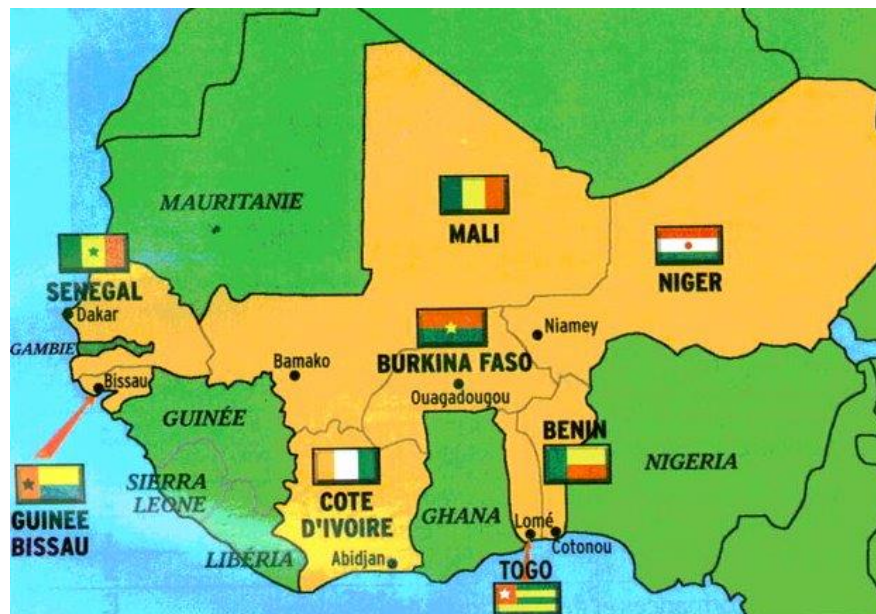 MAURITANIE
MALI
NIGER
SENEGAL
Dakar
GAMBIE
Bissau
Bamako
BURKINA FASO
Ouagadougou
Niamey
GUINÉE
BENIN
NIGERIA
SIERRA
LEONE
COTE
D'IVOIRE
GHANA
GUINEE
BISSAU
LIBÉRIA
Abidjan
Lomé
Cotonou
TOGO